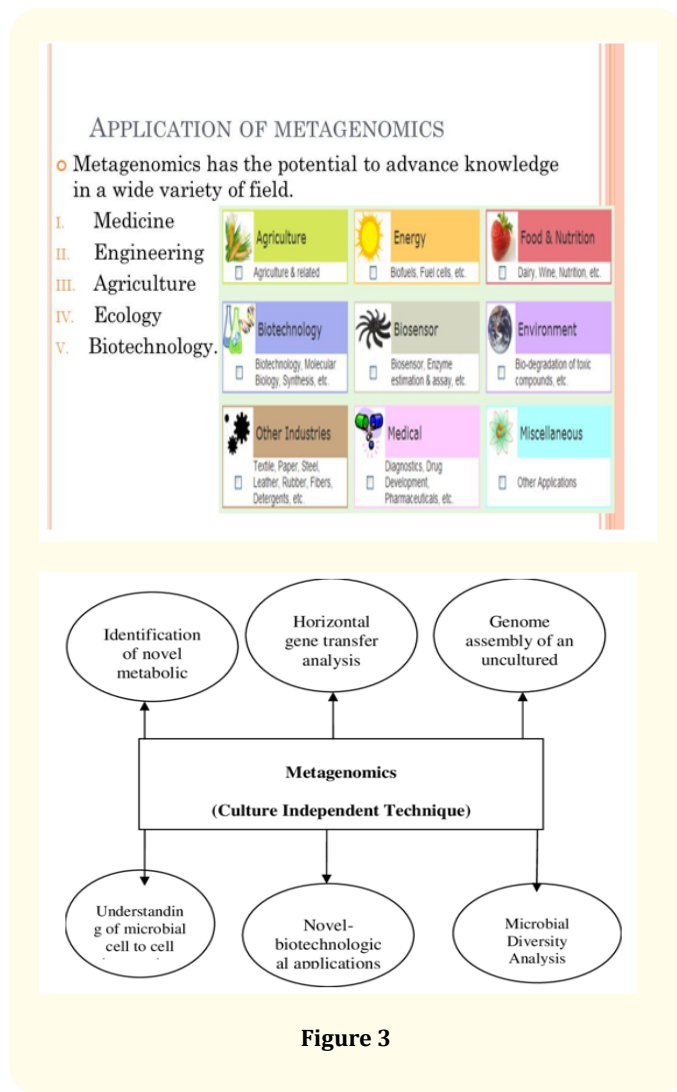 APPLICATION OF METAGENOMICS
Metagenomics has the potential to advance knowledge
in a wide variety of field.
I. Medicine
II. Engineering
III. Agriculture
IV. Ecology
V. Biotechnology.
Agriculture
Agriculture & related
Energy
Biofuels, Fuel cells, etc.
Food & Nutrition
Dairy, Wine, Nutrition, etc.
Biotechnology
Biotechnology, Molecular
Biology, Synthesis, etc.
Biosensor
Biosensor, Enzyme
estimation & assay, etc.
Environment
Bio-degradation of toxic
compounds, etc.
Other Industries
Textile, Paper, Steel,
Leather, Rubber, Fibers,
Detergents, etc.
Medical
Diagnostics, Drug
Development,
Pharmaceuticals, etc.
Miscellaneous
Other Applications
Identification
of novel
metabolic
Horizontal
gene transfer
analysis
Genome
assembly of an
uncultured
Metagenomics
(Culture Independent Technique)
Understandin
g of microbial
cell to cell
Novel-
biotechnologic
al applications
Microbial
Diversity
Analysis
Figure 3